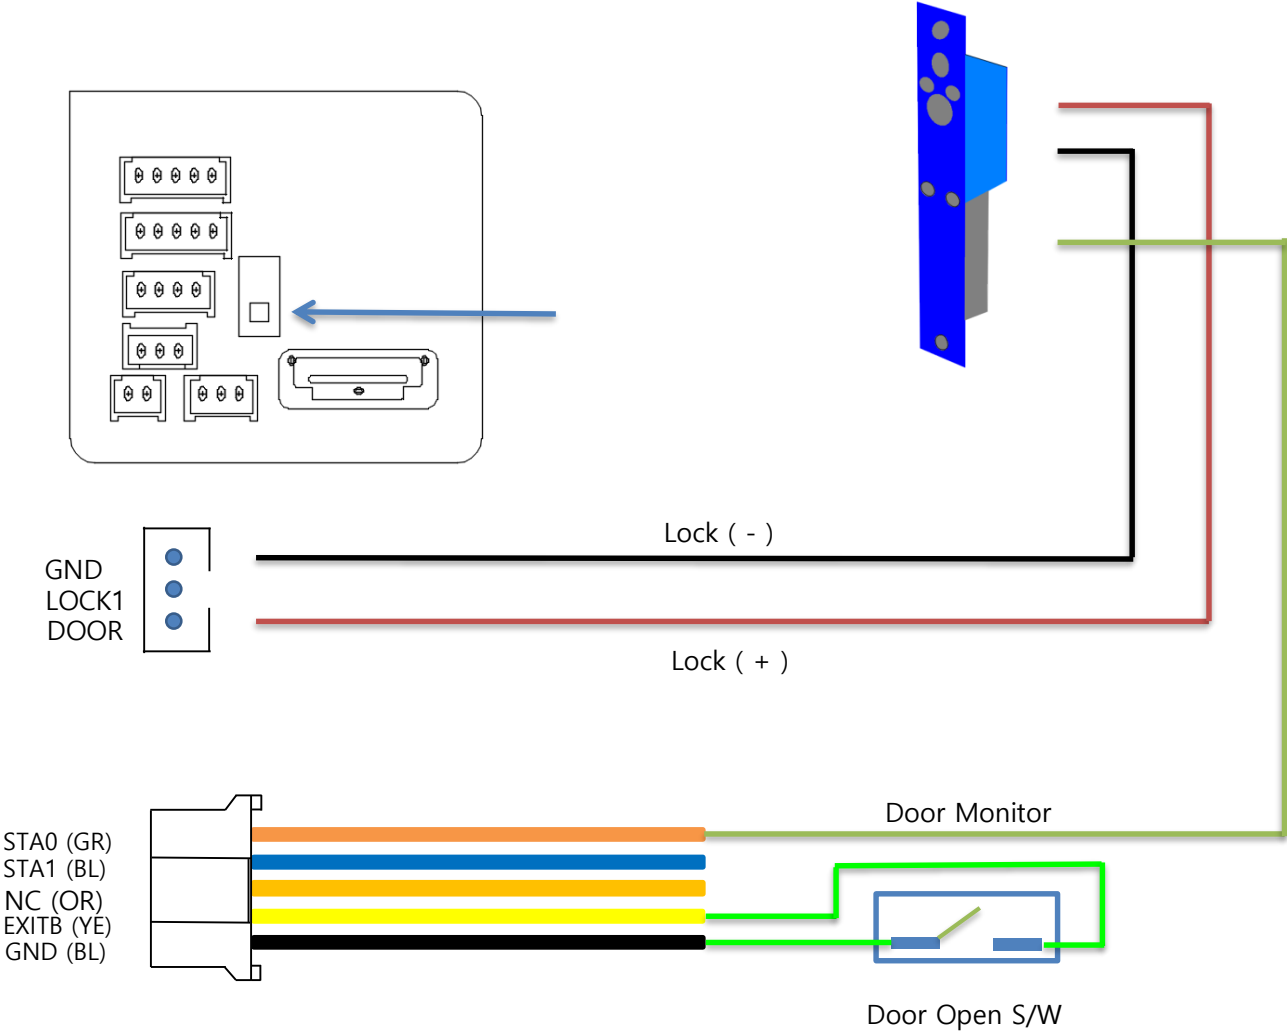 Lock ( - )
GND
LOCK1
DOOR
Lock ( + )
Door Monitor
STA0 (GR)
STA1 (BL)
NC (OR)
EXITB (YE)
GND (BL)
Door Open S/W